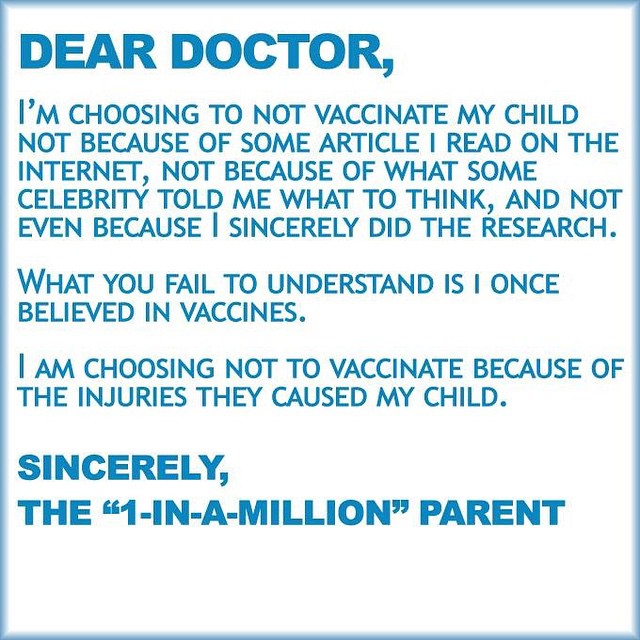 DEAR DOCTOR,
I'M CHOOSING TO NOT VACCINATE MY CHILD
NOT BECAUSE OF SOME ARTICLE I READ ON THE
INTERNET, NOT BECAUSE OF WHAT SOME
CELEBRITY TOLD ME WHAT TO THINK, AND NOT
EVEN BECAUSE I SINCERELY DID THE RESEARCH.
WHAT YOU FAIL TO UNDERSTAND IS I ONCE
BELIEVED IN VACCINES.
I AM CHOOSING NOT TO VACCINATE BECAUSE OF
THE INJURIES THEY CAUSED MY CHILD.
SINCERELY,
THE “1-IN-A-MILLION” PARENT